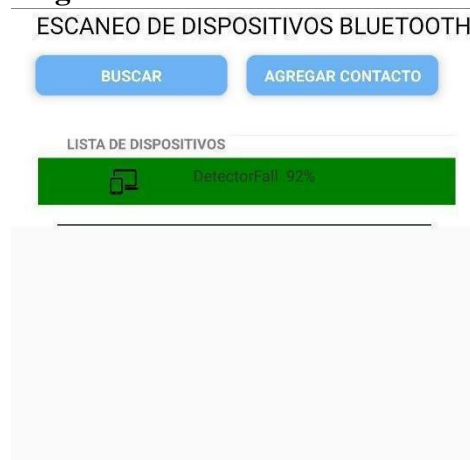 ESCANEO DE DISPOSITIVOS BLUETOOTH
BUSCAR
AGREGAR CONTACTO
LISTA DE DISPOSITIVOS
DetectorFall 92%